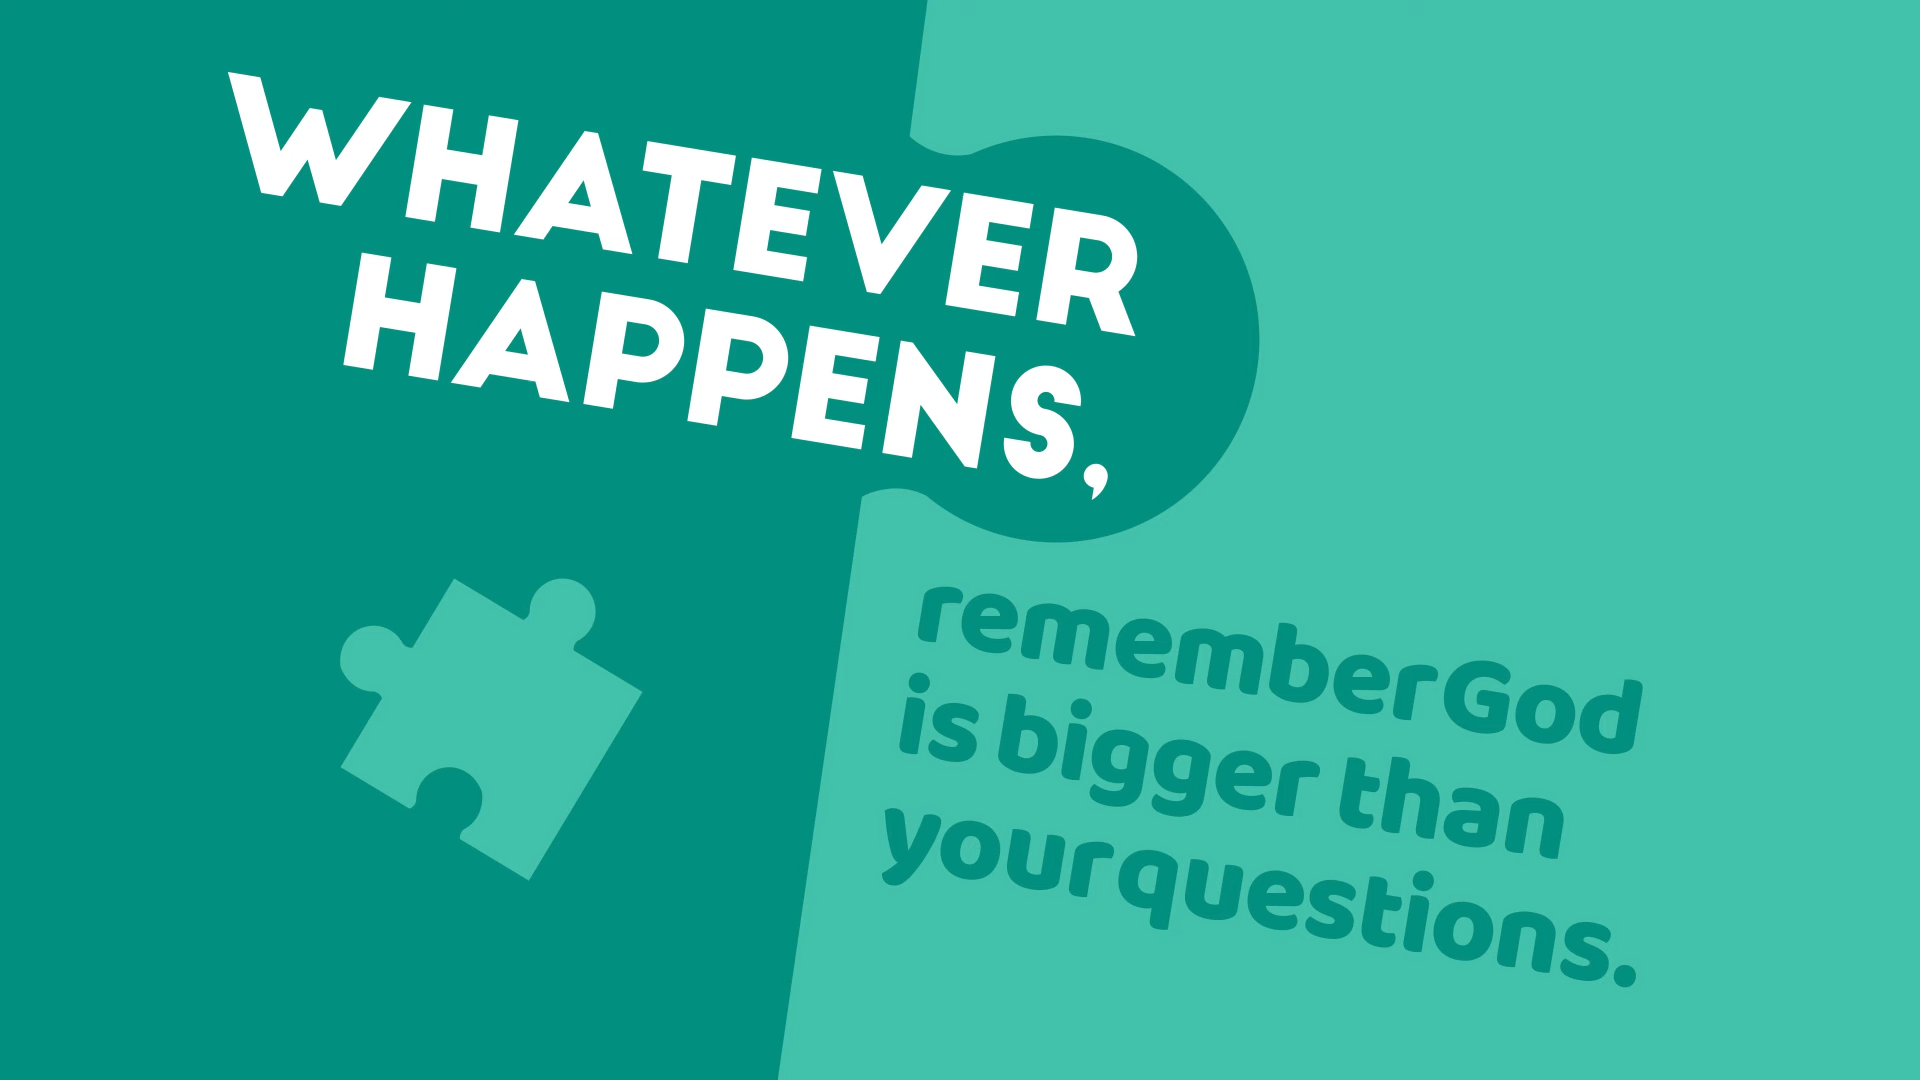 WHATEVER
HAPPENS,
remember God
is bigger than
your questions.